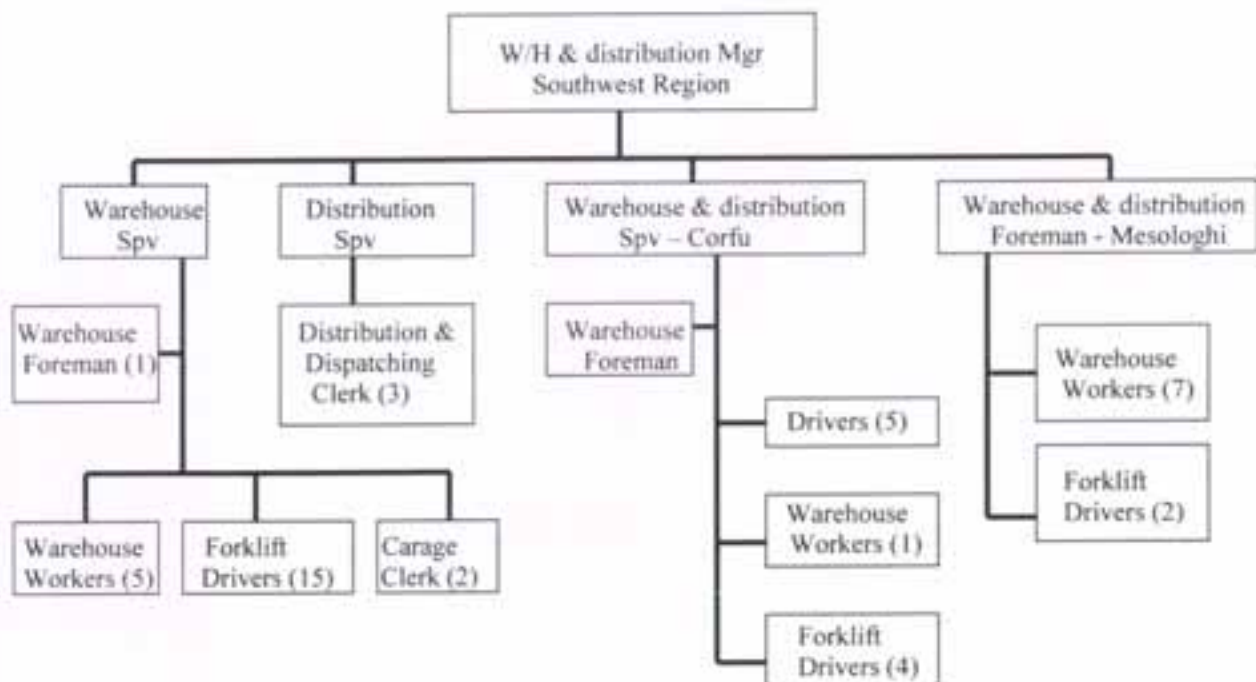 W/H & distribution Mgr
Southwest Region
Warehouse
Spv
Distribution
Spv
Warehouse & distribution
Spv – Corfu
Warehouse & distribution
Foreman - Mesologhi
Warehouse
Foreman (1)
Distribution &
Dispatching
Clerk (3)
Warehouse
Foreman
Warehouse
Workers (7)
Drivers (5)
Forklift
Drivers (2)
Warehouse
Workers (5)
Forklift
Drivers (15)
Carage
Clerk (2)
Warehouse
Workers (1)
Forklift
Drivers (4)